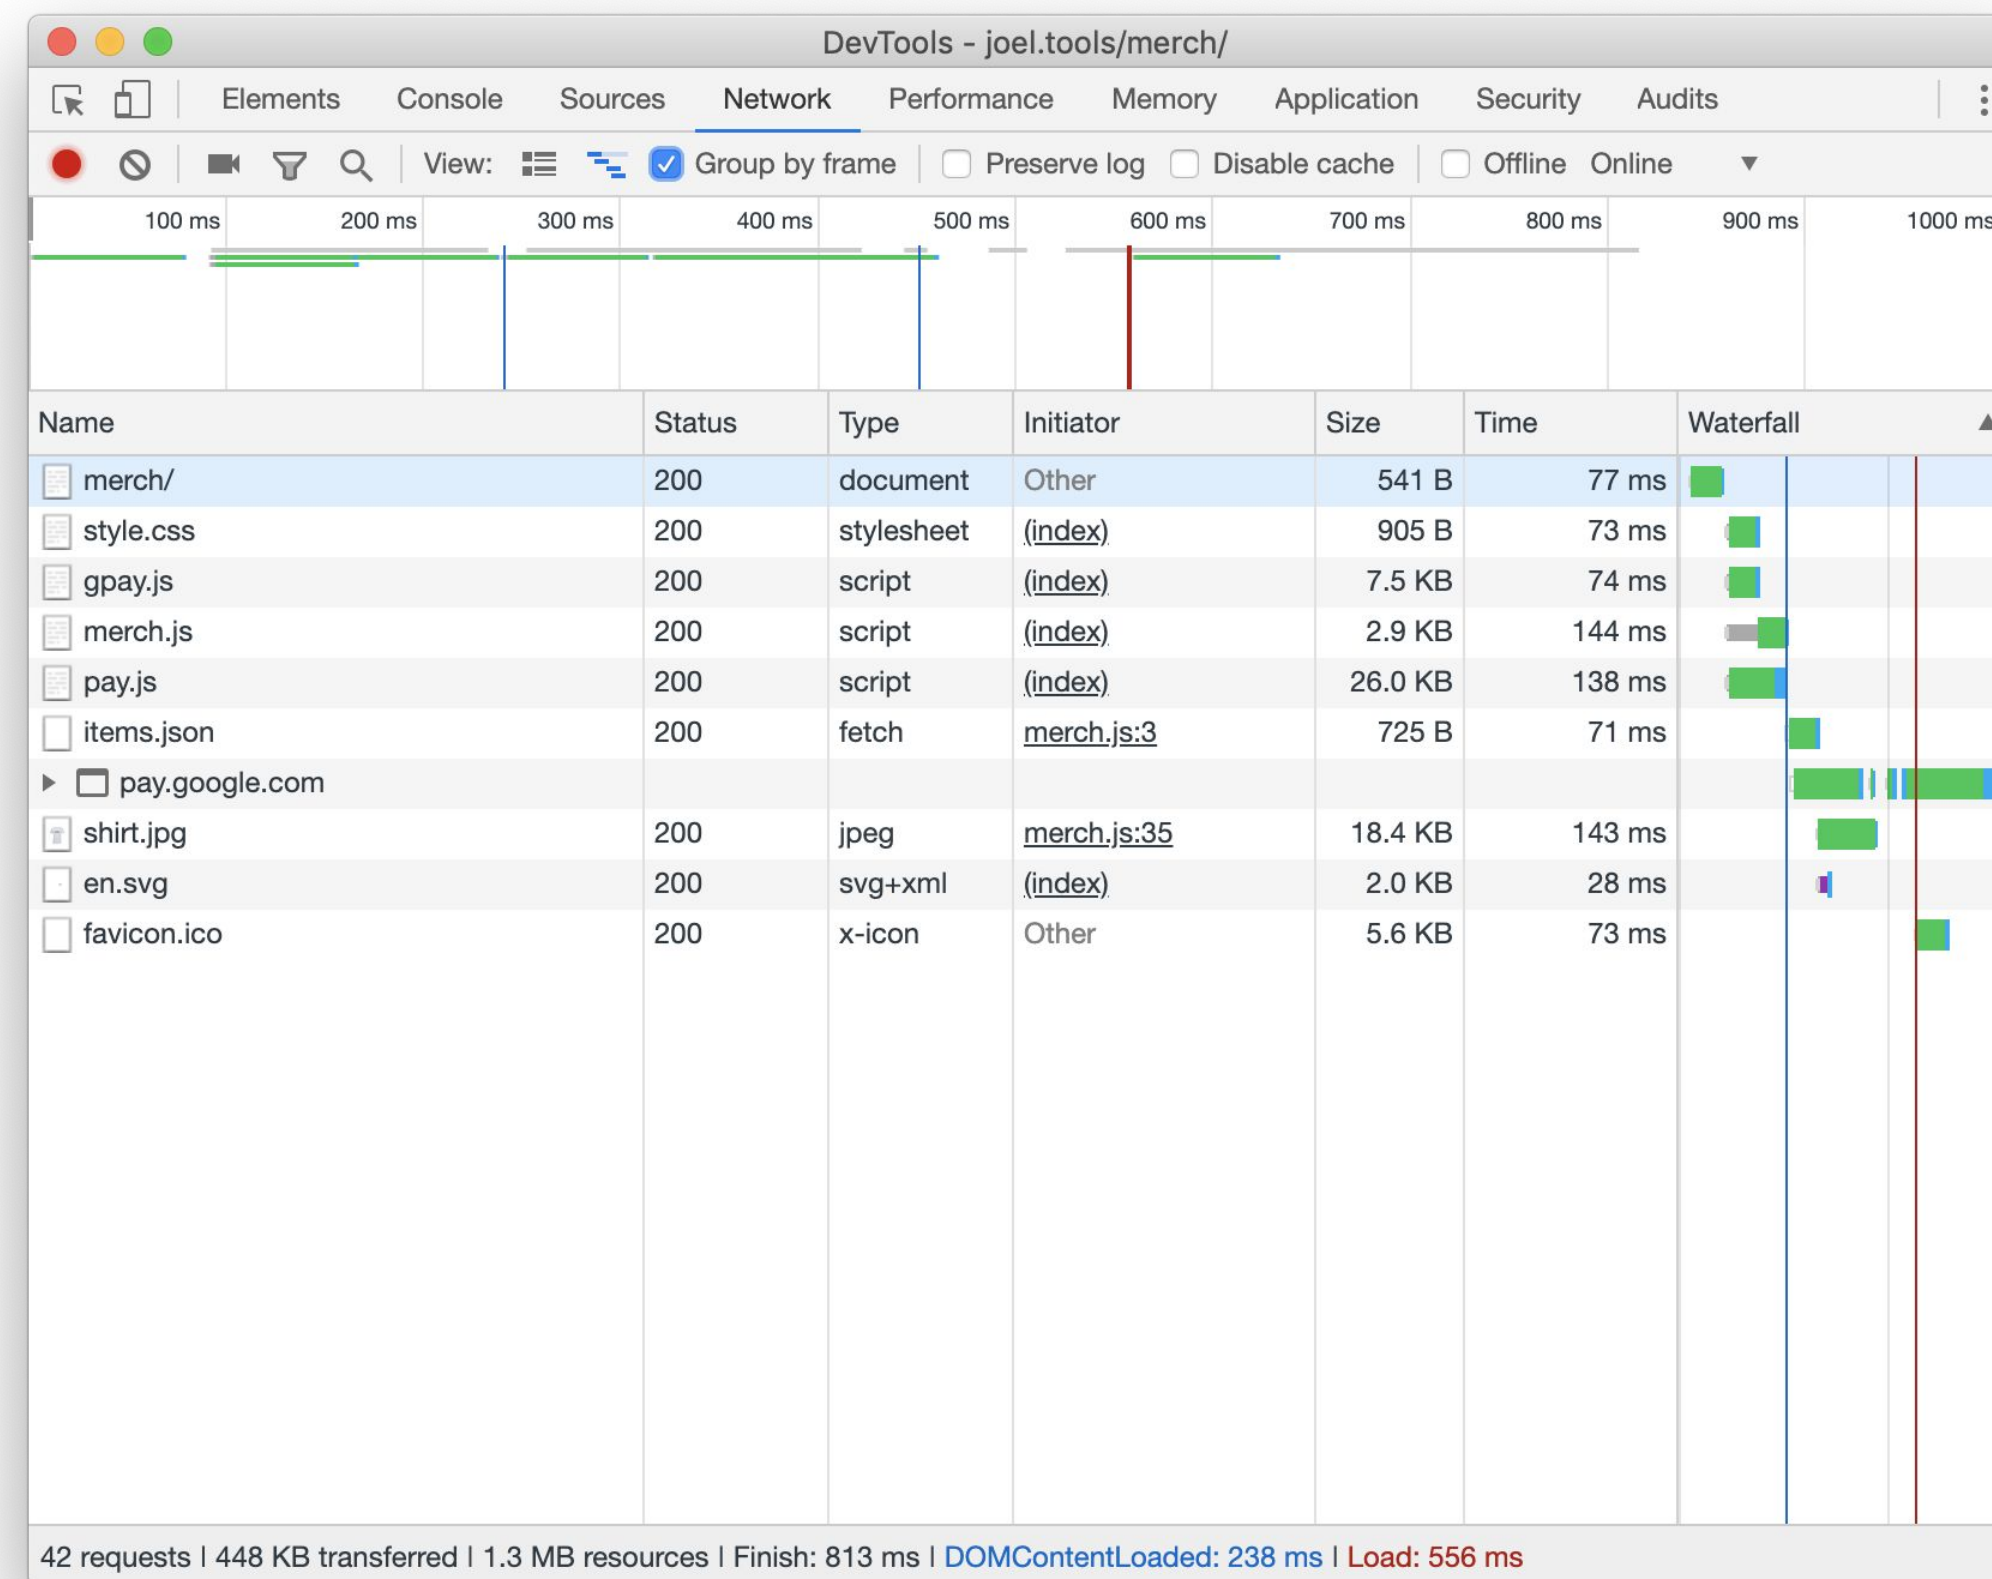 DevTools - joel.tools/merch/
Elements Console Sources Network Performance Memory Application Security Audits
View: Group by frame Preserve log Disable cache Offline Online
100 ms 200 ms 300 ms 400 ms 500 ms 600 ms 700 ms 800 ms 900 ms 1000 ms
Name Status Type Initiator Size Time Waterfall
merch/ 200 document Other 541 B 77 ms
style.css 200 stylesheet (index) 905 B 73 ms
gpay.js 200 script (index) 7.5 KB 74 ms
merch.js 200 script (index) 2.9 KB 144 ms
pay.js 200 script (index) 26.0 KB 138 ms
items.json 200 fetch merch.js:3 725 B 71 ms
pay.google.com
shirt.jpg 200 jpeg merch.js:35 18.4 KB 143 ms
en.svg 200 svg+xml (index) 2.0 KB 28 ms
favicon.ico 200 x-icon Other 5.6 KB 73 ms
42 requests | 448 KB transferred | 1.3 MB resources | Finish: 813 ms | DOMContentLoaded: 238 ms | Load: 556 ms